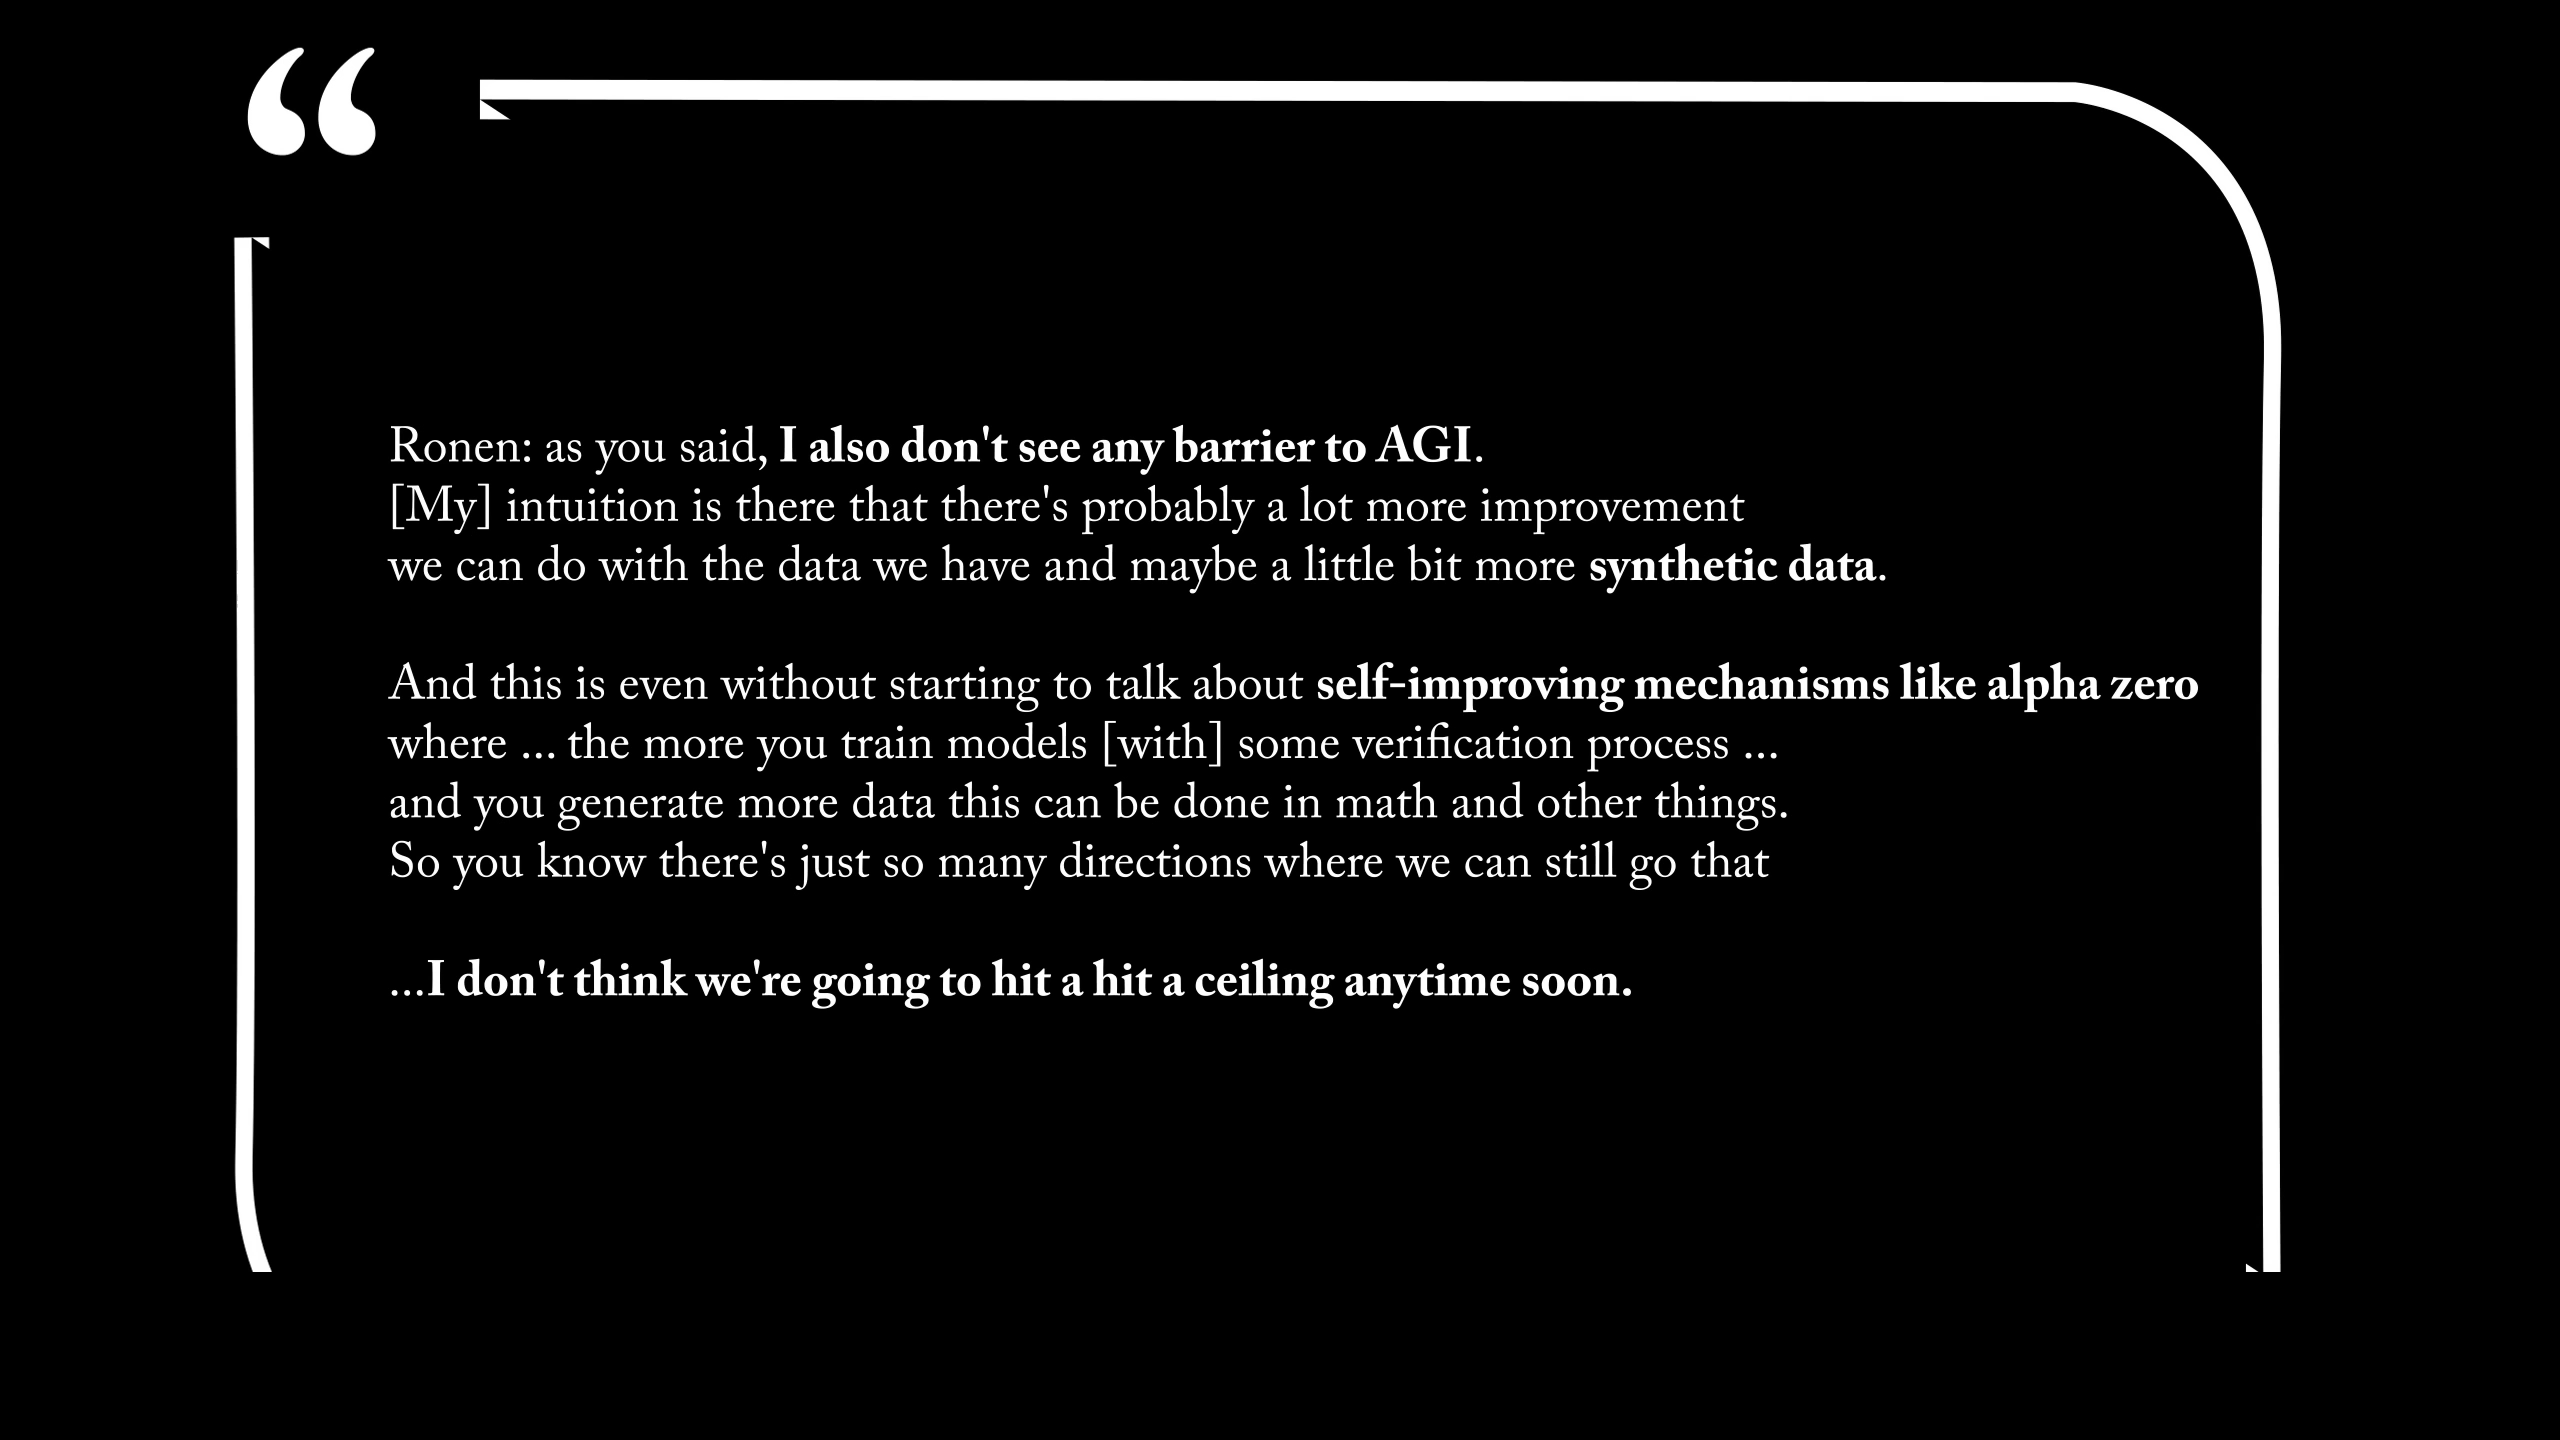 “
Ronen: as you said, I also don't see any barrier to AGI.
[My] intuition is there that there's probably a lot more improvement
we can do with the data we have and maybe a little bit more synthetic data.
And this is even without starting to talk about self-improving mechanisms like alpha zero
where ... the more you train models [with] some verification process ...
and you generate more data this can be done in math and other things.
So you know there's just so many directions where we can still go that
...I don't think we're going to hit a hit a ceiling anytime soon.